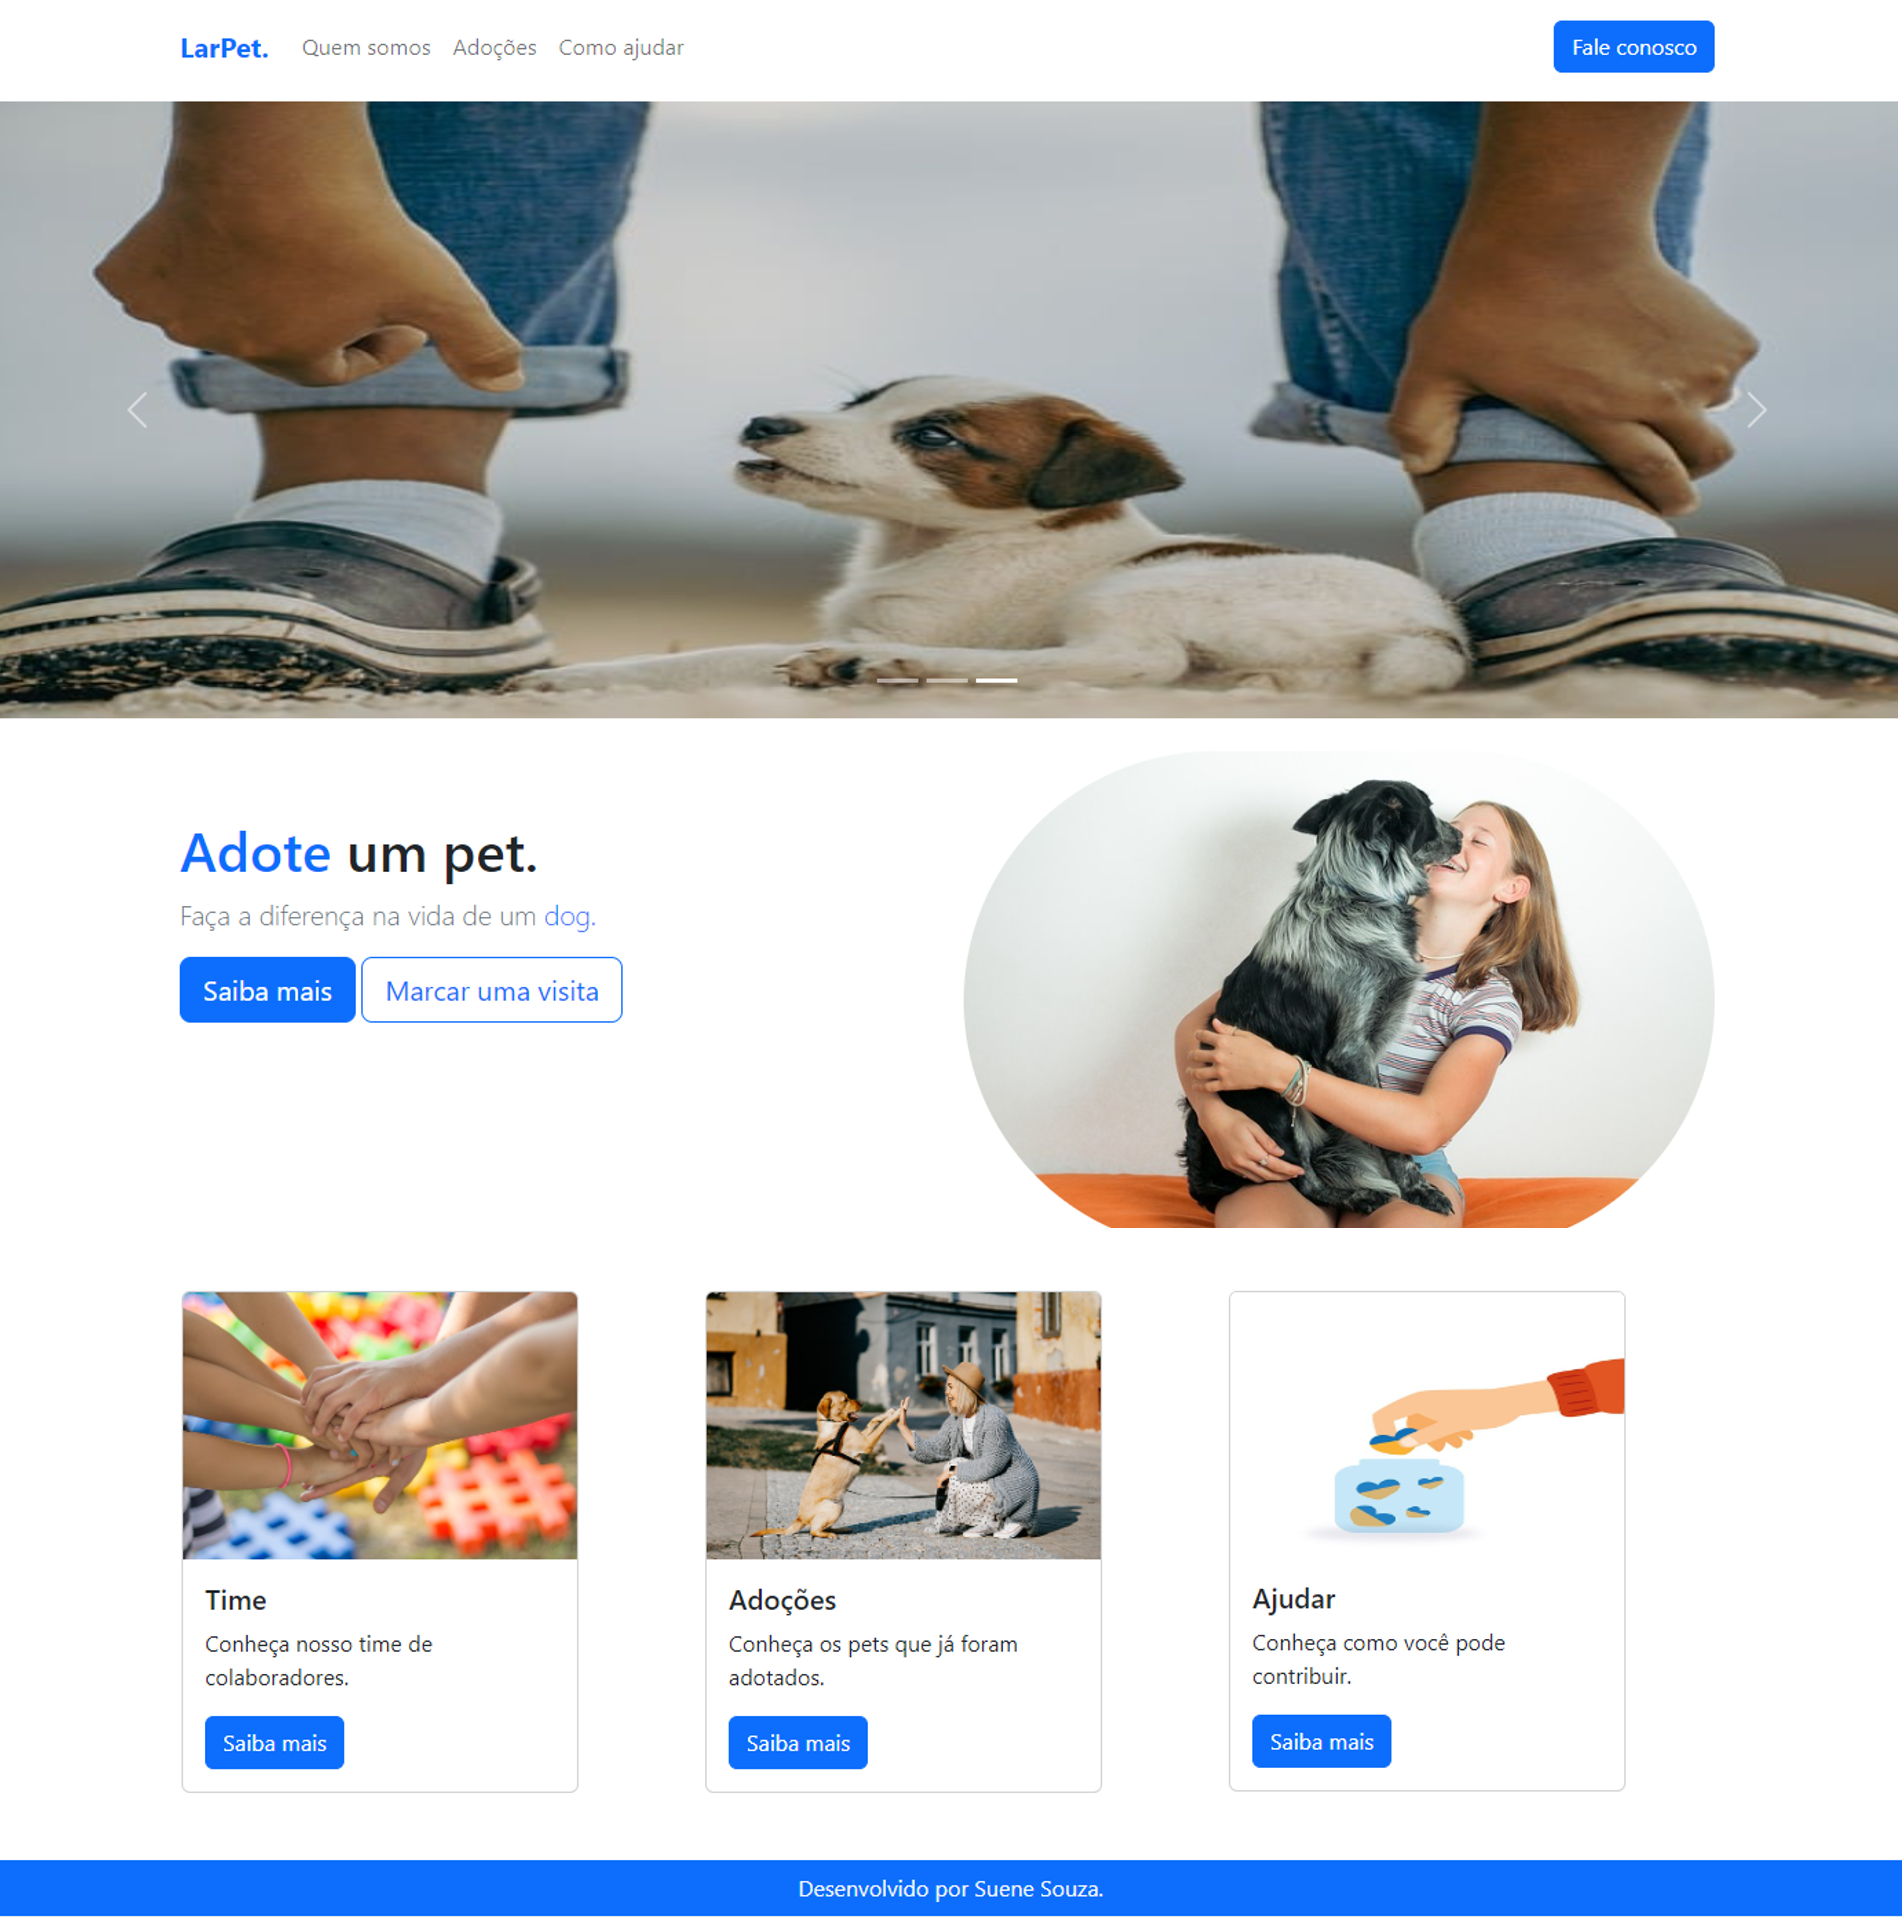 LarPet. Quem somos Adoções Como ajudar Fale conosco
Adote um pet.
Faça a diferença na vida de um dog.
Saiba mais Marcar uma visita
Time
Conheça nosso time de
colaboradores.
Saiba mais
Adoções
Conheça os pets que já foram
adotados.
Saiba mais
Ajudar
Conheça como você pode
contribuir.
Saiba mais
Desenvolvido por Suene Souza.